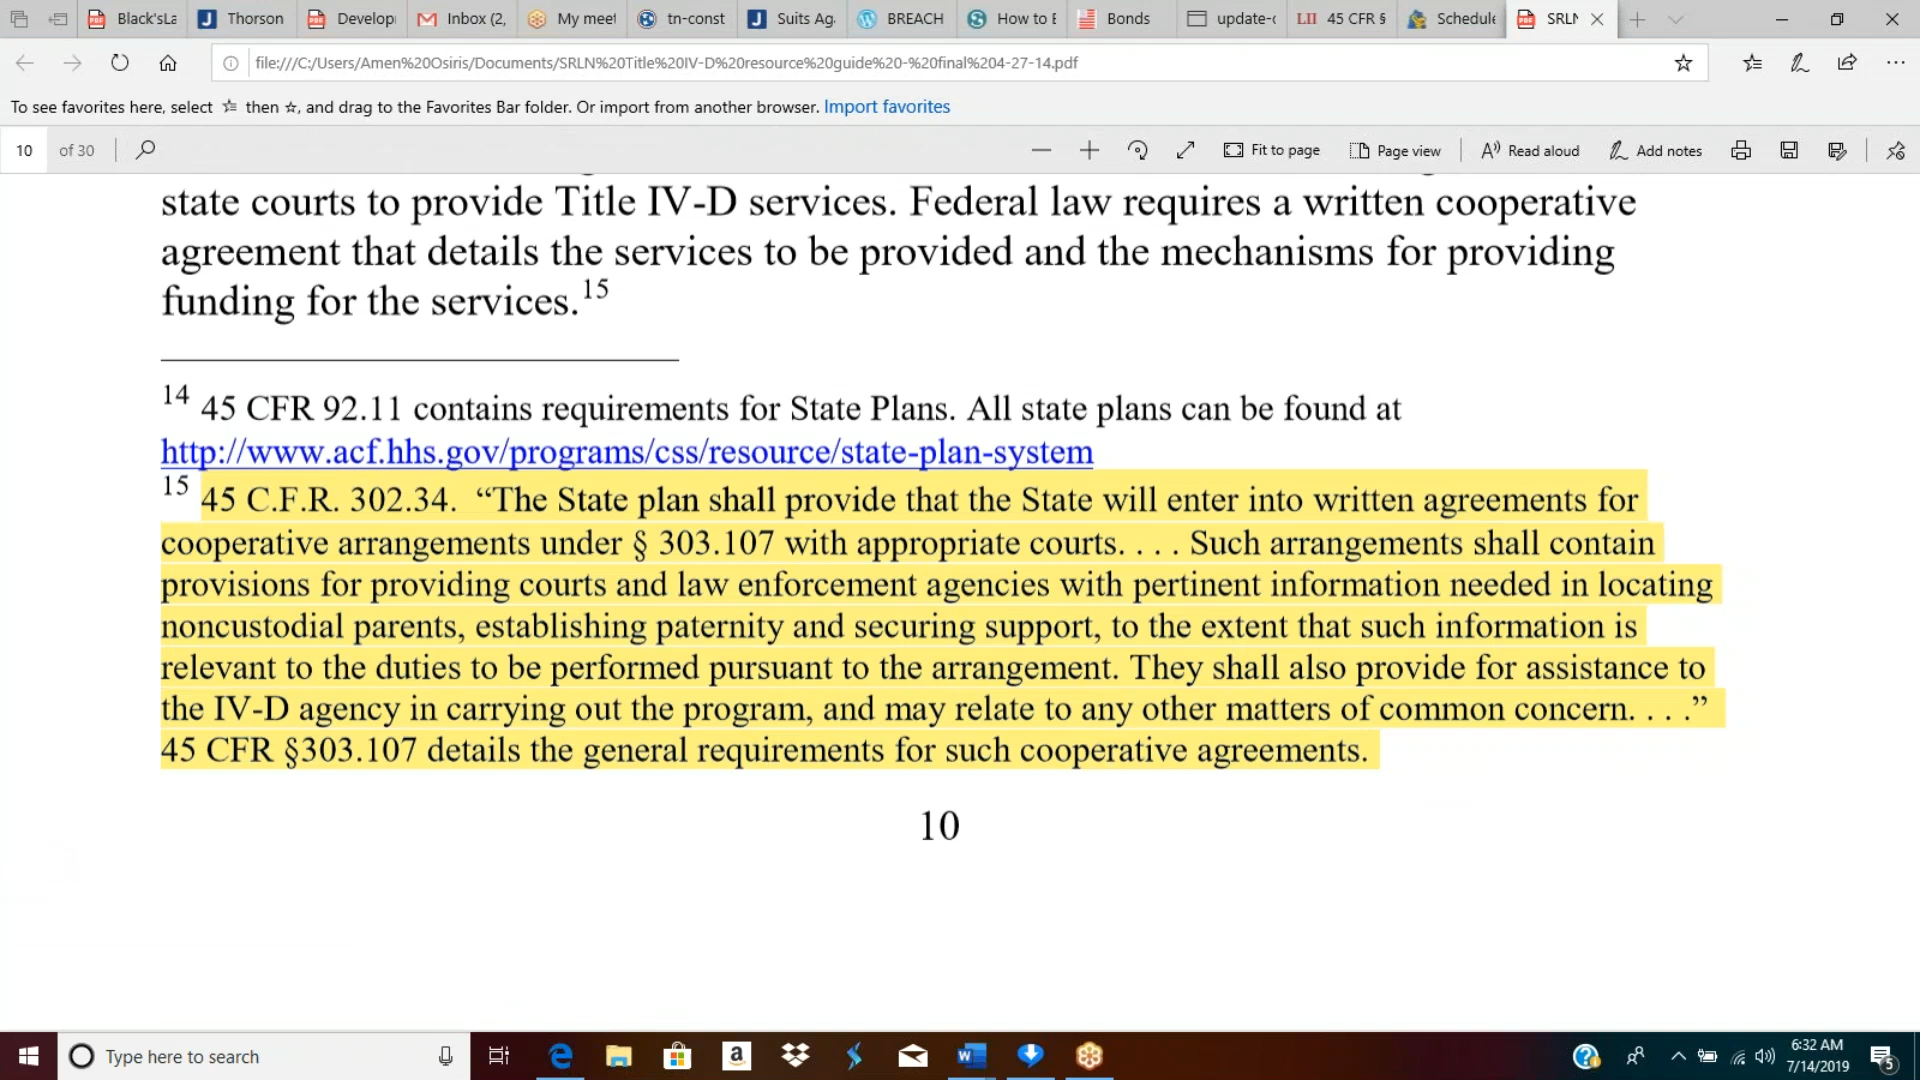 Black'sLa
Thorson
Develop
Inbox (2,
My meet
tn-const
Suits Ag
BREACH
How to E
Bonds
update-c
LII 45 CFR §
Schedule
SRLN
file:///C:/Users/Amen%20Osiris/Documents/SRLN%20Title%20IV-D%20resource%20guide%20-%20final%204-27-14.pdf
To see favorites here, select then ☆, and drag to the Favorites Bar folder. Or import from another browser. Import favorites
10 of 30
Fit to page
Page view
Read aloud
Add notes
state courts to provide Title IV-D services. Federal law requires a written cooperative
agreement that details the services to be provided and the mechanisms for providing
funding for the services.15
14 45 CFR 92.11 contains requirements for State Plans. All state plans can be found at
http://www.acf.hhs.gov/programs/css/resource/state-plan-system
15 45 C.F.R. 302.34. “The State plan shall provide that the State will enter into written agreements for
cooperative arrangements under § 303.107 with appropriate courts. . . . Such arrangements shall contain
provisions for providing courts and law enforcement agencies with pertinent information needed in locating
noncustodial parents, establishing paternity and securing support, to the extent that such information is
relevant to the duties to be performed pursuant to the arrangement. They shall also provide for assistance to
the IV-D agency in carrying out the program, and may relate to any other matters of common concern. . . .”
45 CFR §303.107 details the general requirements for such cooperative agreements.
10
Type here to search
6:32 AM
7/14/2019
5